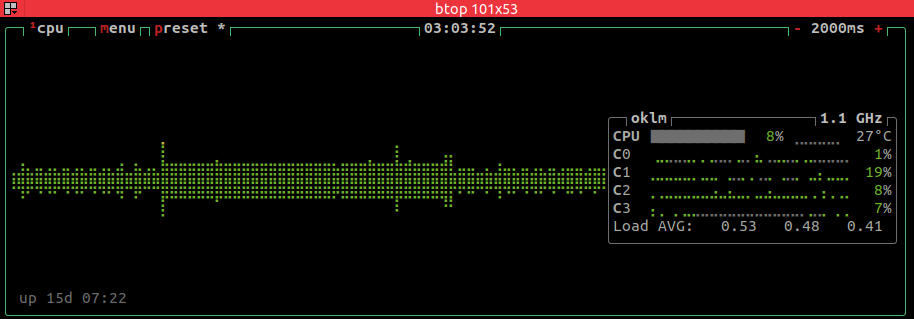 btop 101x53
¹cpu menu preset * 03:03:52 - 2000ms +
oklm 1.1 GHz
CPU 8% 27°C
C0 1%
C1 19%
C2 8%
C3 7%
Load AVG: 0.53 0.48 0.41
up 15d 07:22